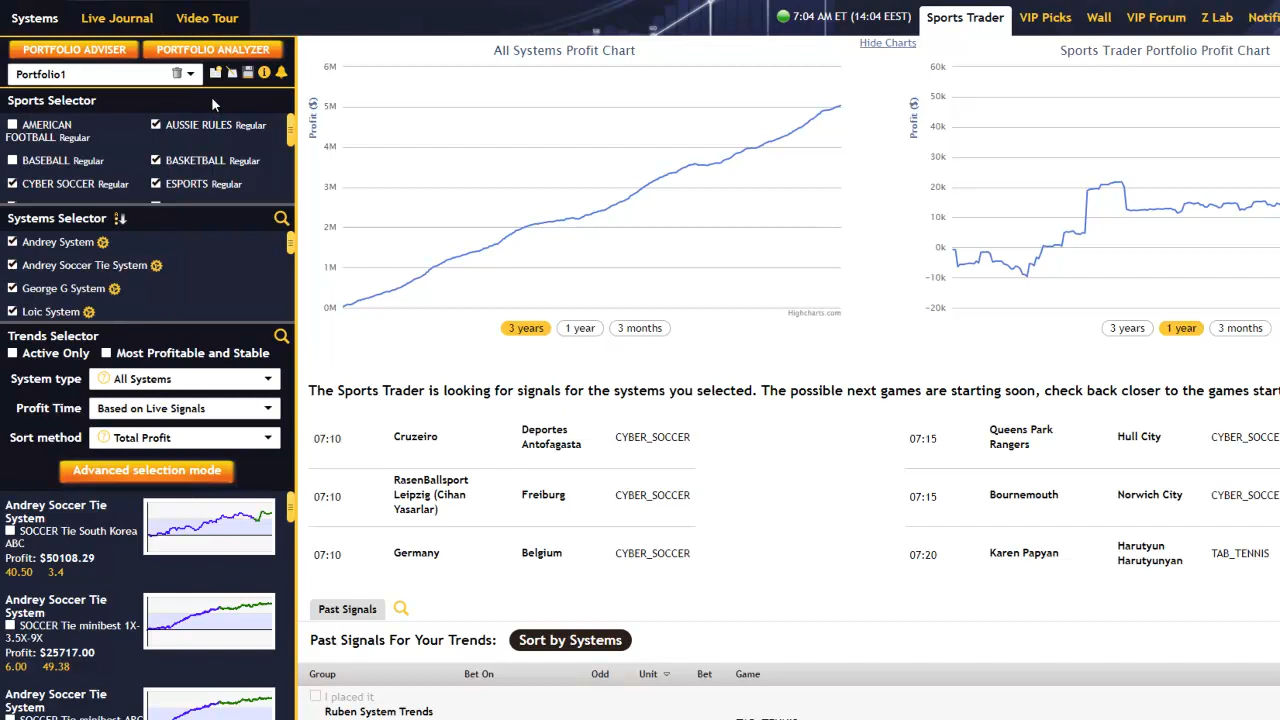 Systems Live Journal Video Tour 7:04 AM ET (14:04 EEST) Sports Trader VIP Picks Wall VIP Forum Z Lab Notifi
PORTFOLIO ADVISER PORTFOLIO ANALYZER
Portfolio1
Sports Selector
AMERICAN FOOTBALL Regular
AUSSIE RULES Regular
BASEBALL Regular
BASKETBALL Regular
CYBER SOCCER Regular
ESPORTS Regular
Systems Selector
Andrey System
Andrey Soccer Tie System
George G System
Loic System
Trends Selector
Active Only Most Profitable and Stable
System type All Systems
Profit Time Based on Live Signals
Sort method Total Profit
Advanced selection mode
Andrey Soccer Tie
System
SOCCER Tie South Korea
ABC
Profit: $50108.29
40.50 3.4
Andrey Soccer Tie
System
SOCCER Tie minibest 1X-
3.5X-9X
Profit: $25717.00
6.00 49.38
Andrey Soccer Tie
System
All Systems Profit Chart
Hide Charts
Profit ($)
6M
5M
4M
3M
2M
1M
0M
Highcharts.com
3 years 1 year 3 months
Sports Trader Portfolio Profit Chart
Profit ($)
60k
50k
40k
30k
20k
10k
0k
-10k
-20k
3 years 1 year 3 months
The Sports Trader is looking for signals for the systems you selected. The possible next games are starting soon, check back closer to the games start
07:10 Cruzeiro Deportes Antofagasta CYBER_SOCCER
07:15 Queens Park Rangers Hull City CYBER_SOCCE
07:10 RasenBallsport Leipzig (Cihan Yasarlar) Freiburg CYBER_SOCCER
07:15 Bournemouth Norwich City CYBER_SOCCE
07:10 Germany Belgium CYBER_SOCCER
07:20 Karen Papyan Harutyun Harutyunyan TAB_TENNIS
Past Signals
Past Signals For Your Trends: Sort by Systems
Group Bet On Odd Unit Bet Game
I placed it
Ruben System Trends